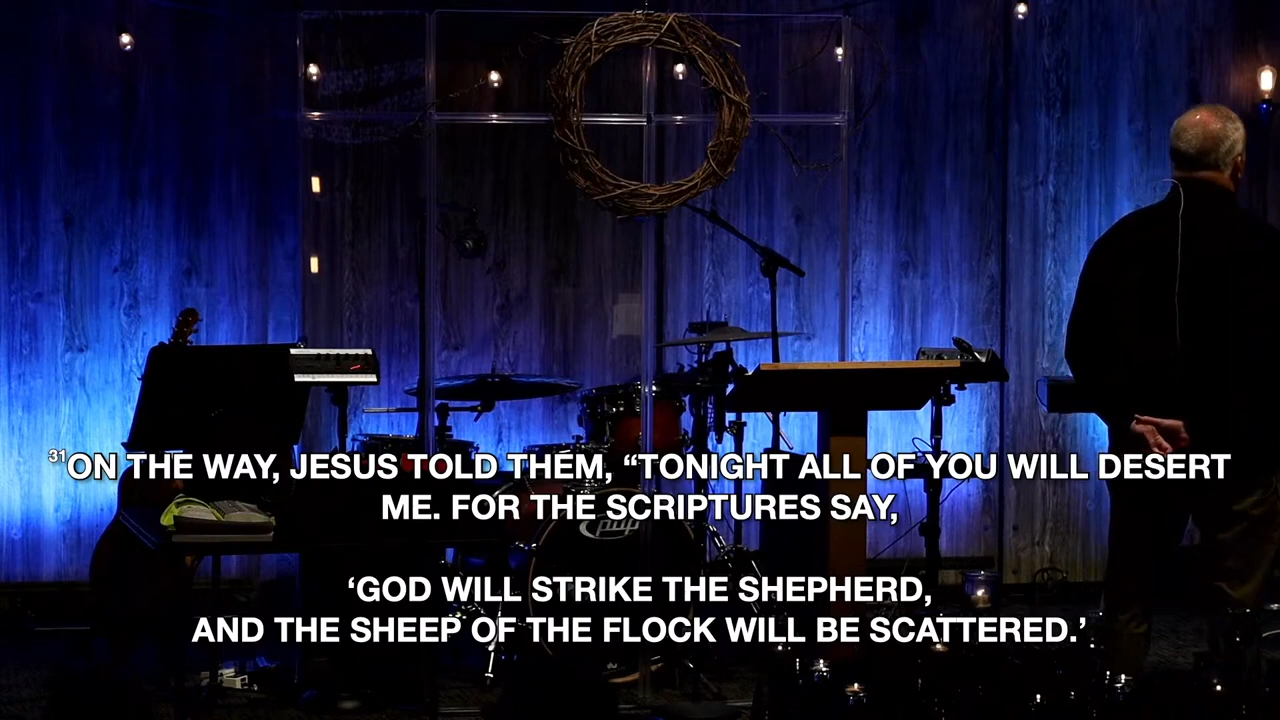 ³¹ON THE WAY, JESUS TOLD THEM, “TONIGHT ALL OF YOU WILL DESERT
ME. FOR THE SCRIPTURES SAY,
pdp
‘GOD WILL STRIKE THE SHEPHERD,
AND THE SHEEP OF THE FLOCK WILL BE SCATTERED.’